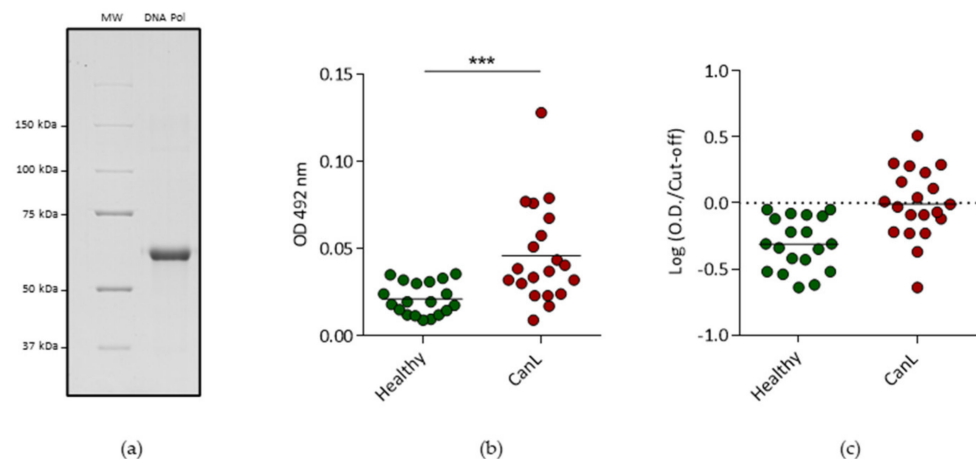 MW DNA Pol
150 kDa
100 kDa
75 kDa
50 kDa
37 kDa
(a)
***
0.15
0.10
0.05
0.00
OD 492 nm
Healthy CanL
(b)
1.0
0.5
0.0
-0.5
-1.0
Log (O.D./Cut-off)
Healthy CanL
(c)